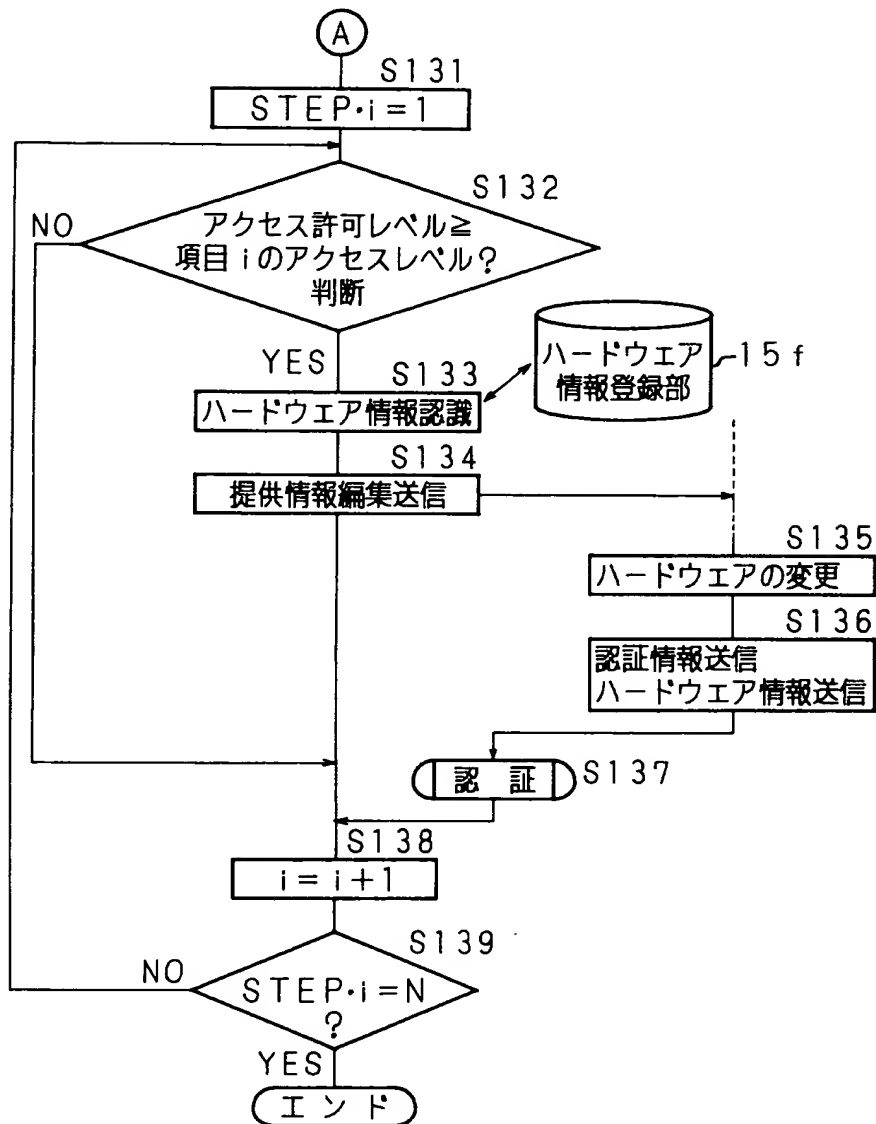 A
S131
STEP・i=1
S132
NO
アクセス許可レベル≧
項目iのアクセスレベル?
判断
YES
S133
ハードウェア情報認識
ハードウェア
情報登録部
15f
S134
提供情報編集送信
S135
ハードウェアの変更
S136
認証情報送信
ハードウェア情報送信
認 証
S137
S138
i=i+1
S139
NO
STEP・i=N
?
YES
エンド